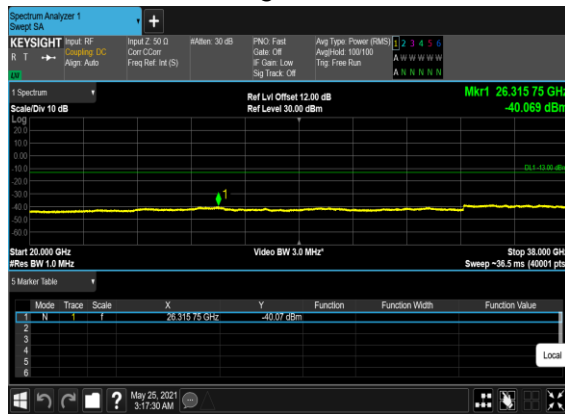 Spectrum Analyzer 1
Swept SA
+
KEYSIGHT Input: RF Input Z: 50 Ω #Atten: 30 dB PNO: Fast Avg Type: Power (RMS) 1 2 3 4 5 6
R T Coupling: DC Corr CCorr Gate: Off Avg|Hold: 100/100 A W W W W W
Align: Auto Freq Ref: Int (S) IF Gain: Low Trig: Free Run
Sig Track: Off A N N N N N
LW
1 Spectrum Ref Lvl Offset 12.00 dB Mkr1 26.315 75 GHz
Scale/Div 10 dB Ref Level 30.00 dBm -40.069 dBm
Log
20.0
10.0
0.00
-10.0 DL1 -13.00 dBm
-20.0
-30.0 1
-40.0
-50.0
-60.0
Start 20.000 GHz Video BW 3.0 MHz* Stop 38.000 GHz
#Res BW 1.0 MHz Sweep ~36.5 ms (40001 pts)
5 Marker Table
Mode Trace Scale X Y Function Function Width Function Value
1 N 1 f 26.315 75 GHz -40.07 dBm
2
3
4
5
6
Local
? May 25, 2021
3:17:30 AM